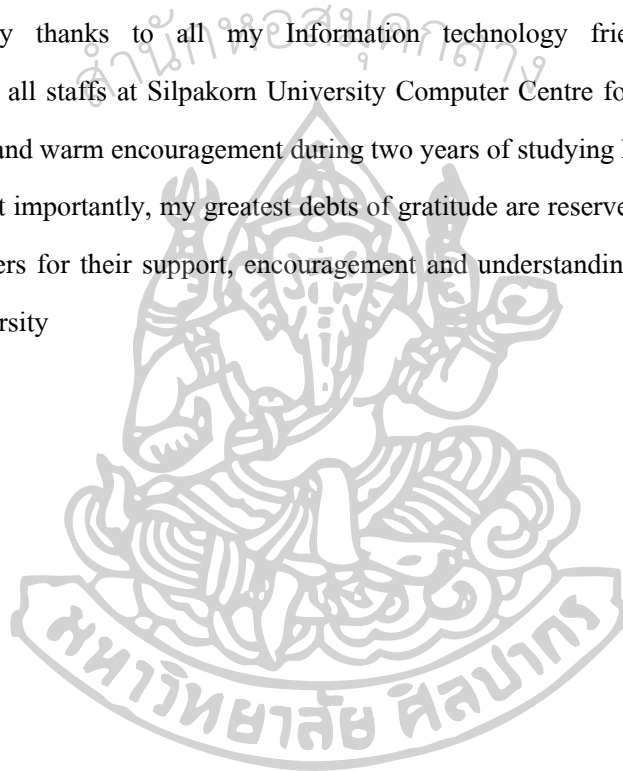 y thanks to all my Information technology frie
สำนักหอสมุดกลาง
all staffs at Silpakorn University Computer Centre fo
and warm encouragement during two years of studying
t importantly, my greatest debts of gratitude are reserve
ers for their support, encouragement and understandin
rsity
มหาวิทยาลัย ศิลปากร